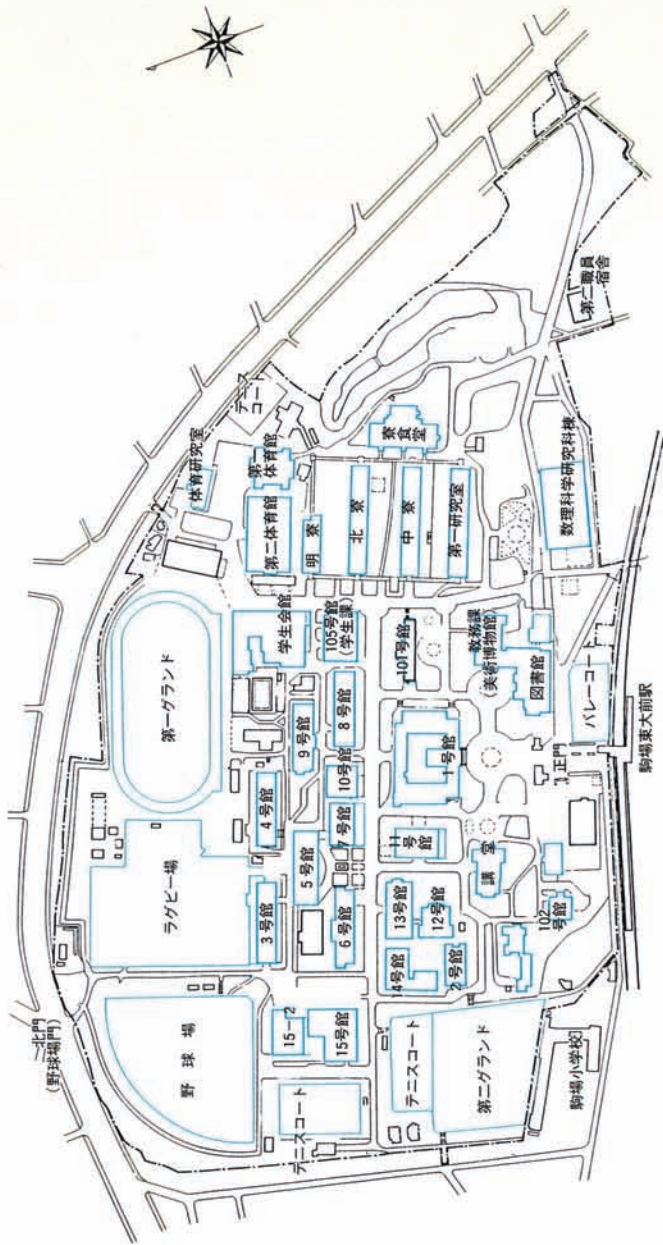 北門
(野球場門)
ラグビー場
第一グランド
体育研究室
テニス
コート
第一
体育館
第二体育館
野球場
3号館
4号館
9号館
学生会館
明寮
北寮
中寮
第一研究室
寮食堂
15-2
15号館
テニスコート
5号館
6号館
7号館
10号館
8号館
105号館
(学生課)
14号館
13号館
12号館
2号館
11
号館
1号館
101号館
教務課
(美術博物館)
図書館
数理科学研究科棟
第二職員
宿舎
テニスコート
第二グランド
講堂
102
号館
正門
バレーコート
駒場小学校
駒場東大前駅